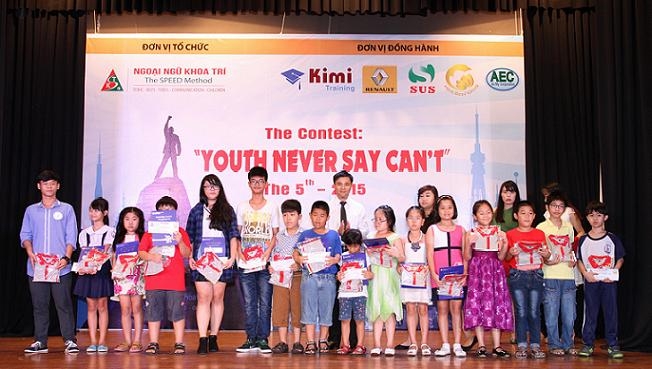 ĐƠN VỊ TỔ CHỨC
ĐƠN VỊ ĐỒNG HÀNH
NGOẠI NGỮ KHOA TRÍ
The SPEED Method
Kimi
Training
RENAULT
SUS
AEC
The Contest:
"YOUTH NEVER SAY CAN'T"
The 5th - 2015